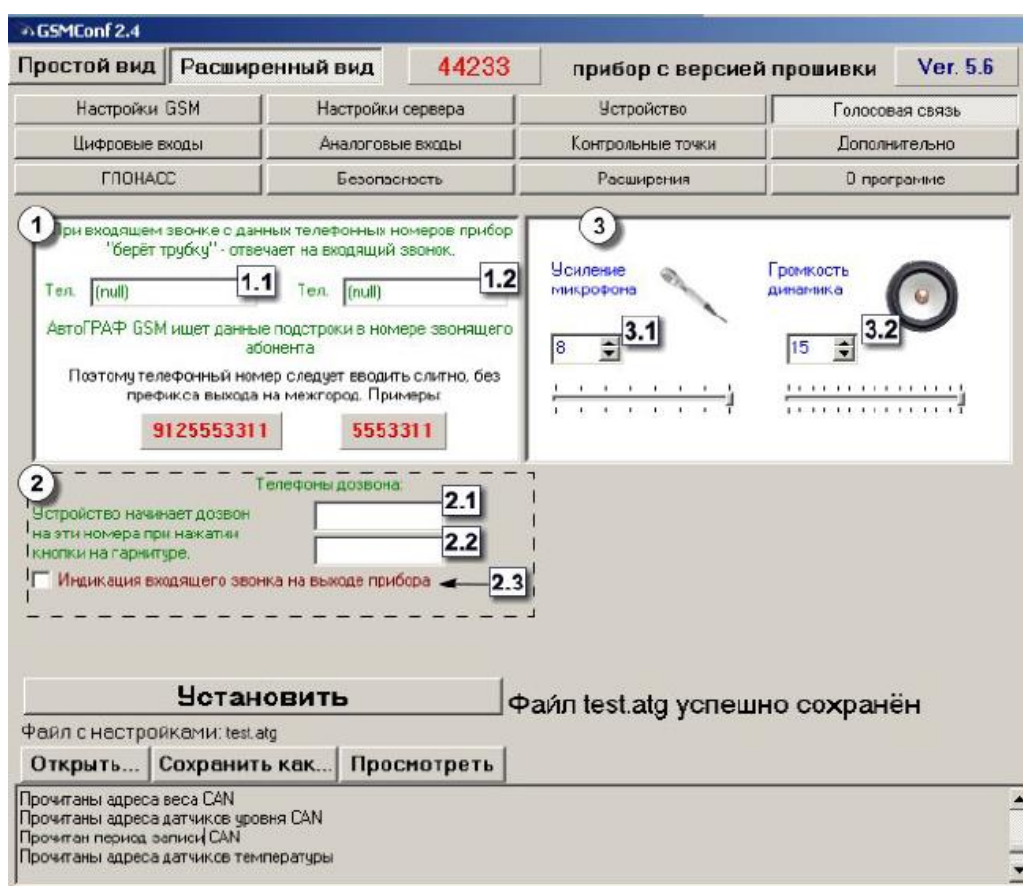 GSMConf 2.4
Простой вид Расширенный вид 44233 прибор с версией прошивки Ver. 5.6
Настройки GSM Настройки сервера Устройство Голосовая связь
Цифровые входы Аналоговые входы Контрольные точки Дополнительно
ГЛОНАСС Безопасность Расширения О программе
1
При входящем звонке с данных телефонных номеров прибор
"берёт трубку" - отвечает на входящий звонок.
Тел. (null) 1.1 Тел. (null) 1.2
АвтоГРАФ GSM ищет данные подстроки в номере звонящего
абонента
Поэтому телефонный номер следует вводить слитно, без
префикса выхода на межгород. Примеры:
9125553311 5553311
3
Усиление
микрофона
Громкость
динамика
8 3.1 15 3.2
2
Телефоны дозвона:
Устройство начинает дозвон
на эти номера при нажатии
кнопки на гарнитуре.
2.1
2.2
Индикация входящего звонка на выходе прибора 2.3
Установить Файл test.atg успешно сохранён
Файл с настройками: test.atg
Открыть... Сохранить как... Просмотреть
Прочитаны адреса веса CAN
Прочитаны адреса датчиков уровня CAN
Прочитан период записи CAN
Прочитаны адреса датчиков температуры